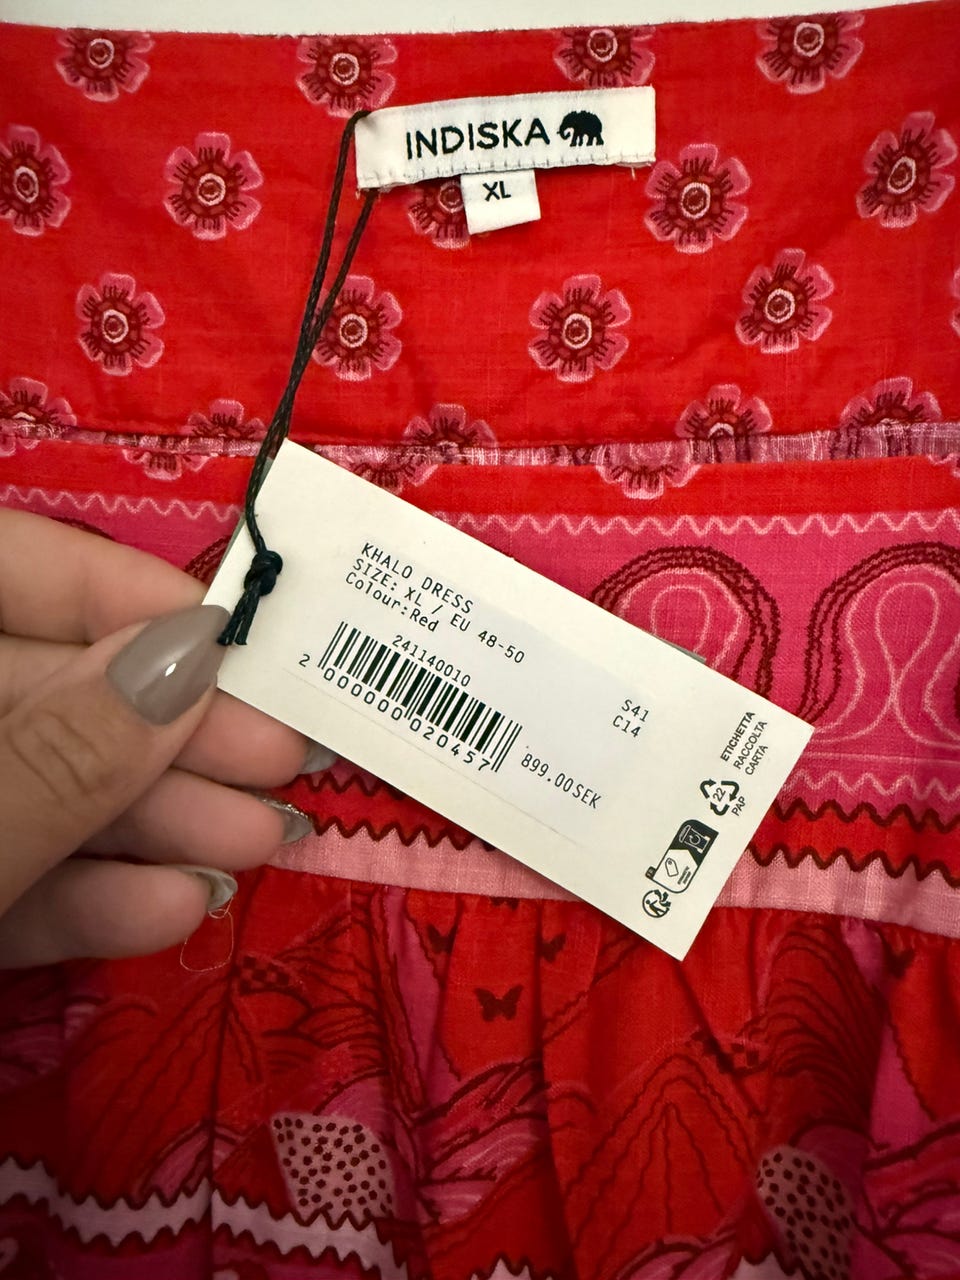 INDISKA
XL
KHALO DRESS
SIZE: XL / EU 48-50
Colour:Red
241140010
2 000000 020457
899.00SEK
S41
C14
ETICHETTA
RACCOLTA
CARTA
22
PAP